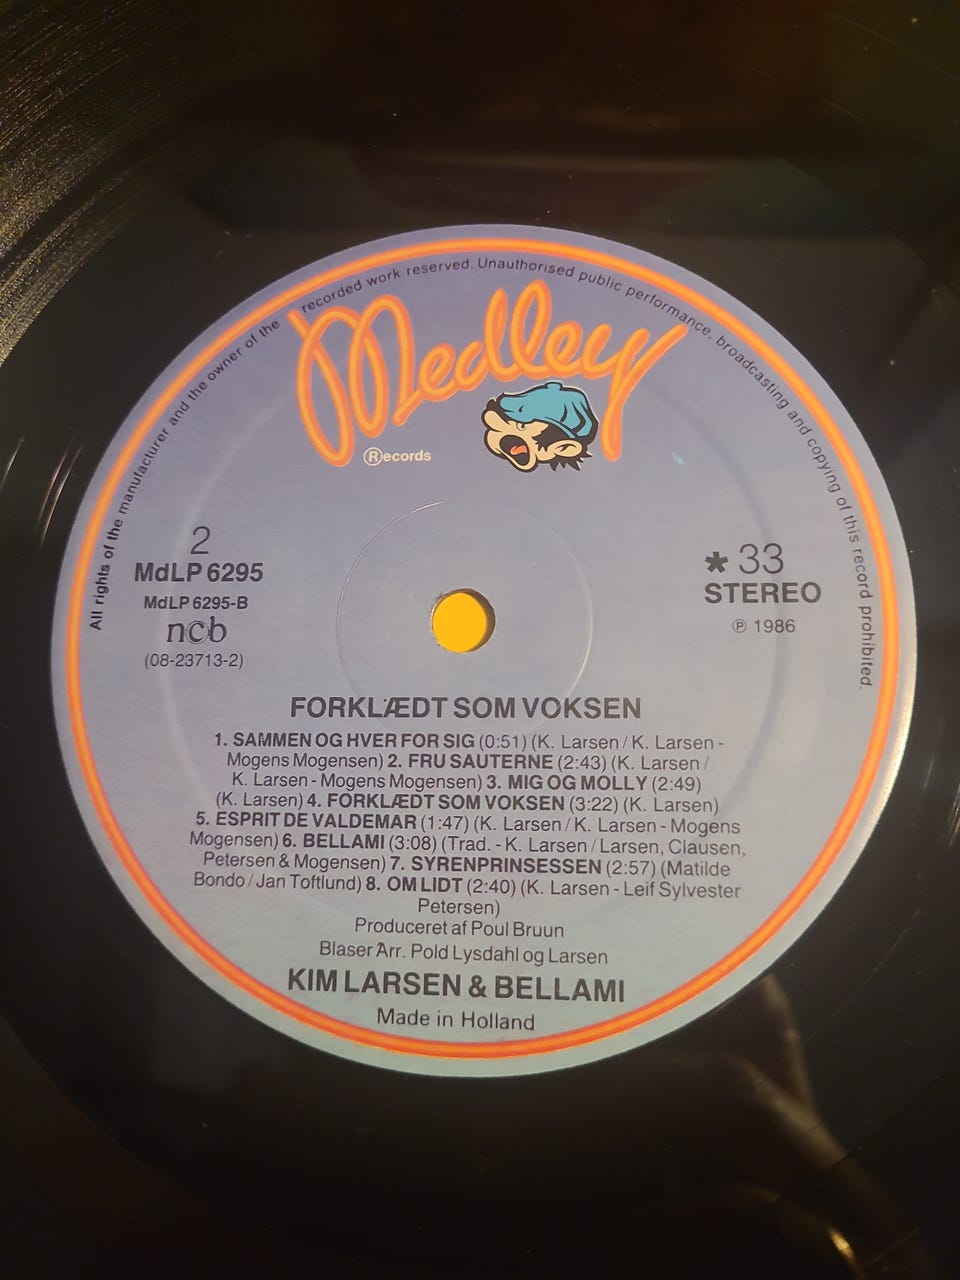 All rights of the manufacturer and the owner of the recorded work reserved. Unauthorised public performance, broadcasting and copying of this record prohibited.
Medley
Records
2
MdLP 6295
MdLP 6295-B
ncb
(08-23713-2)
* 33
STEREO
℗ 1986
FORKLÆDT SOM VOKSEN
1. SAMMEN OG HVER FOR SIG (0:51) (K. Larsen / K. Larsen -
Mogens Mogensen) 2. FRU SAUTERNE (2:43) (K. Larsen /
K. Larsen - Mogens Mogensen) 3. MIG OG MOLLY (2:49)
(K. Larsen) 4. FORKLÆDT SOM VOKSEN (3:22) (K. Larsen)
5. ESPRIT DE VALDEMAR (1:47) (K. Larsen / K. Larsen - Mogens
Mogensen) 6. BELLAMI (3:08) (Trad. - K. Larsen / Larsen, Clausen,
Petersen & Mogensen) 7. SYRENPRINSESSEN (2:57) (Matilde
Bondo / Jan Toftlund) 8. OM LIDT (2:40) (K. Larsen - Leif Sylvester
Petersen)
Produceret af Poul Bruun
Blaser Arr. Pold Lysdahl og Larsen
KIM LARSEN & BELLAMI
Made in Holland